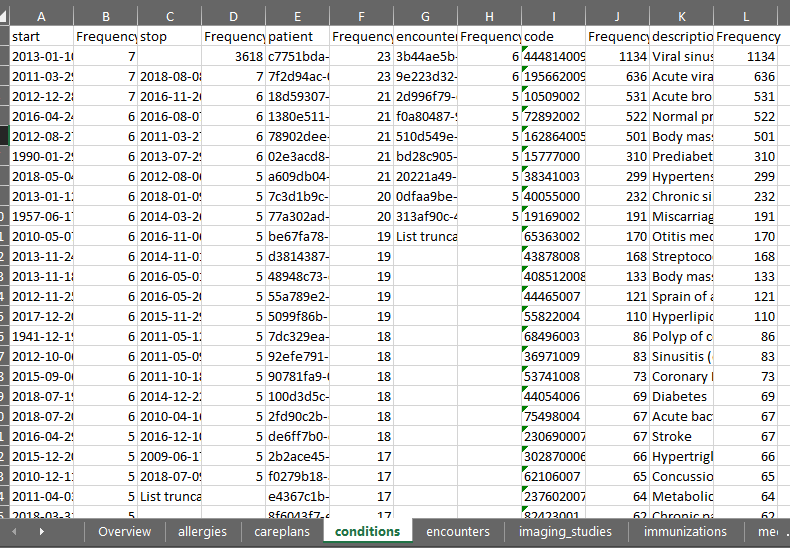 A B C D E F G H I J K L
start Frequency stop Frequency patient Frequency encounter Frequency code Frequency descriptio Frequency
2013-01-10 7 3618 c7751bda- 23 3b44ae5b- 6 444814009 1134 Viral sinus 1134
2011-03-29 7 2018-08-08 7 7f2d94ac- 23 9e223d32- 6 195662009 636 Acute vira 636
2012-12-28 7 2016-11-20 6 18d59307- 21 2d996f79- 5 10509002 531 Acute bro 531
2016-04-24 6 2016-08-07 6 1380e511- 21 f0a80487- 5 72892002 522 Normal pr 522
2012-08-27 6 2011-03-27 6 78902dee- 21 510d549e- 5 162864005 501 Body mas 501
1990-01-29 6 2013-07-29 6 02e3acd8- 21 bd28c905- 5 15777000 310 Prediabet 310
2018-05-04 6 2012-08-01 5 a609db04- 21 20221a49- 5 38341003 299 Hypertens 299
2013-01-12 6 2018-01-09 5 7c3d1b9c- 20 0dfaa9be- 5 40055000 232 Chronic si 232
1957-06-17 6 2014-03-20 5 77a302ad- 20 313af90c-4 5 19169002 191 Miscarriag 191
2010-05-07 6 2016-11-06 5 be67fa78- 19 List trunca 65363002 170 Otitis med 170
2013-11-24 6 2014-11-01 5 d3814387- 19 43878008 168 Streptoco 168
2013-11-18 6 2016-05-01 5 48948c73- 19 408512008 133 Body mas 133
2012-11-25 6 2016-05-20 5 55a789e2- 19 44465007 121 Sprain of a 121
2017-12-20 6 2015-11-29 5 5099f86b- 19 55822004 110 Hyperlipic 110
1941-12-19 6 2011-05-12 5 7dc329ea- 18 68496003 86 Polyp of c 86
2012-10-06 6 2011-05-09 5 92efe791- 18 36971009 83 Sinusitis ( 83
2015-09-06 6 2011-10-18 5 90781fa9- 18 53741008 73 Coronary 73
2018-07-19 6 2014-12-22 5 100d3d5c- 18 44054006 69 Diabetes 69
2018-07-20 6 2010-04-16 5 2fd90c2b- 18 75498004 67 Acute bac 67
2016-04-29 5 2016-12-10 5 de6ff7b0- 18 230690007 67 Stroke 67
2015-12-20 5 2009-06-17 5 2b2ace45- 17 302870006 66 Hypertrigl 66
2010-12-11 5 2018-07-09 5 f0279b18- 17 62106007 65 Concussio 65
2011-04-03 5 List trunca e4367c1b- 17 237602007 64 Metabolic 64
2018-03-31 5 8f6043f7- 17 82423001 62 Chronic pa 62
Overview allergies careplans conditions encounters imaging_studies immunizations me